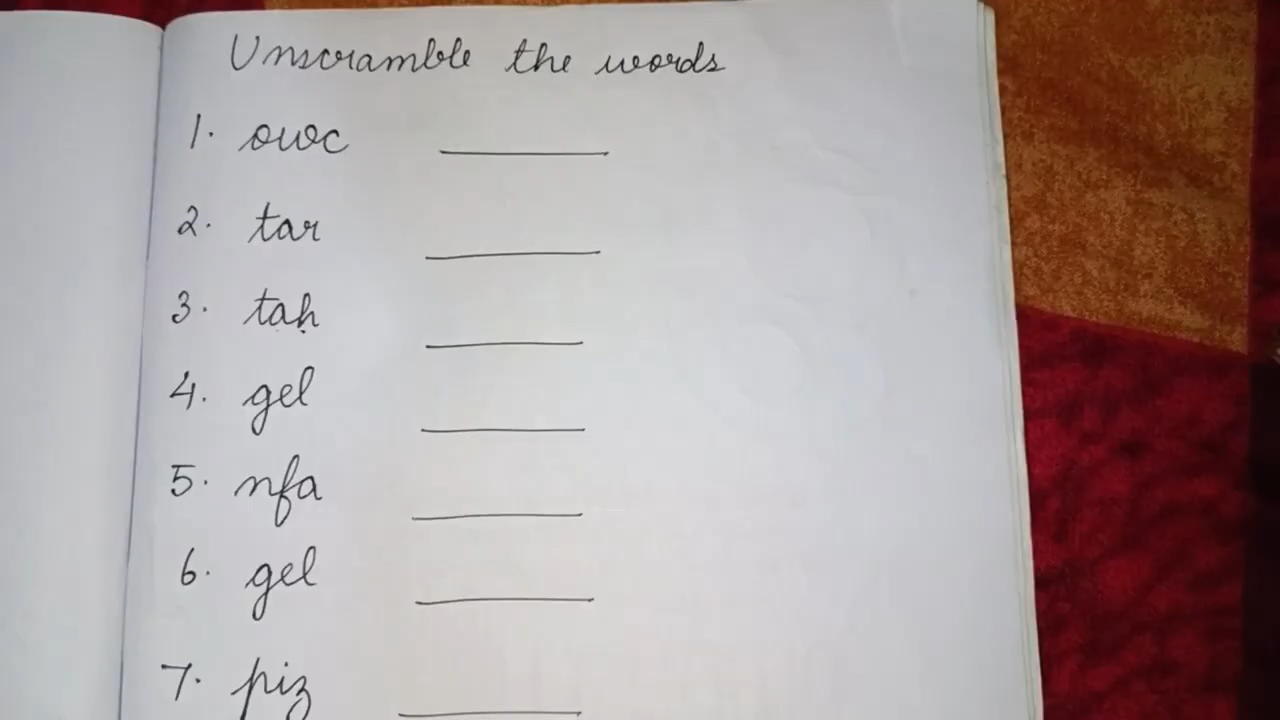 Unscramble the words
1. owc
2. tar
3. tah
4. gel
5. nfa
6. gel
7. piz